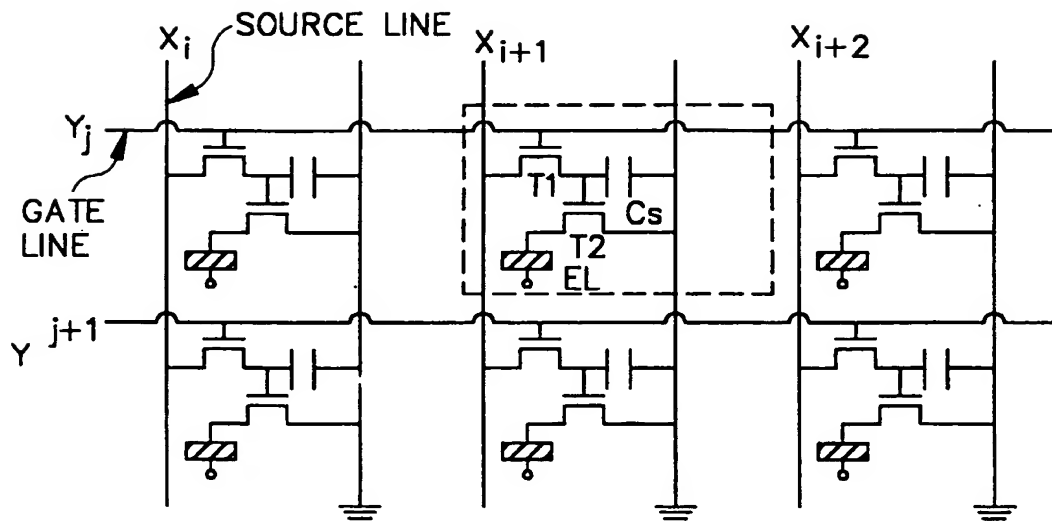 Xi SOURCE LINE Xi+1 Xi+2
Yj
GATE
LINE
T1
Cs
T2
EL
Y j+1